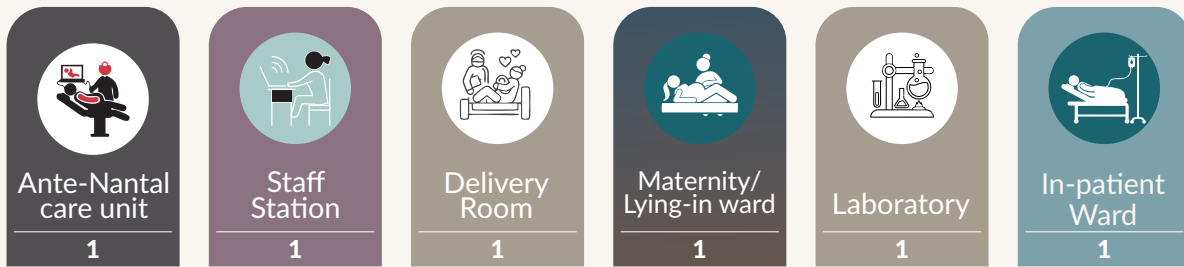 Ante-Nantal
care unit
1
Staff
Station
1
Delivery
Room
1
Maternity/
Lying-in ward
1
Laboratory
1
In-patient
Ward
1